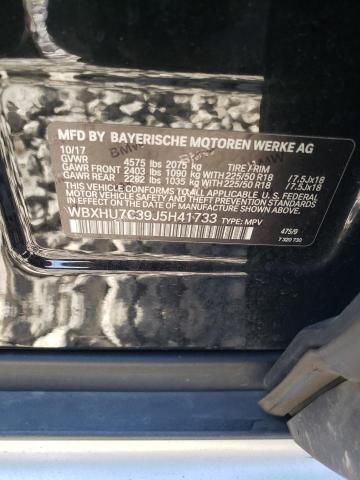 MFD BY BAYERISCHE MOTOREN WERKE AG
10/17
GVWR 4575 lbs 2075 kg TIRE / RIM
GAWR FRONT 2403 lbs 1090 kg WITH 225/50 R18 /7.5Jx18
GAWR REAR 2282 lbs 1035 kg WITH 225/50 R18 /7.5Jx18
THIS VEHICLE CONFORMS TO ALL APPLICABLE U.S. FEDERAL
MOTOR VEHICLE SAFETY, BUMPER, AND THEFT PREVENTION
STANDARDS IN EFFECT ON THE DATE OF MANUFACTURE
SHOWN ABOVE.
WBXHU7C39J5H41733 TYPE: MPV 475/9
7 320 730